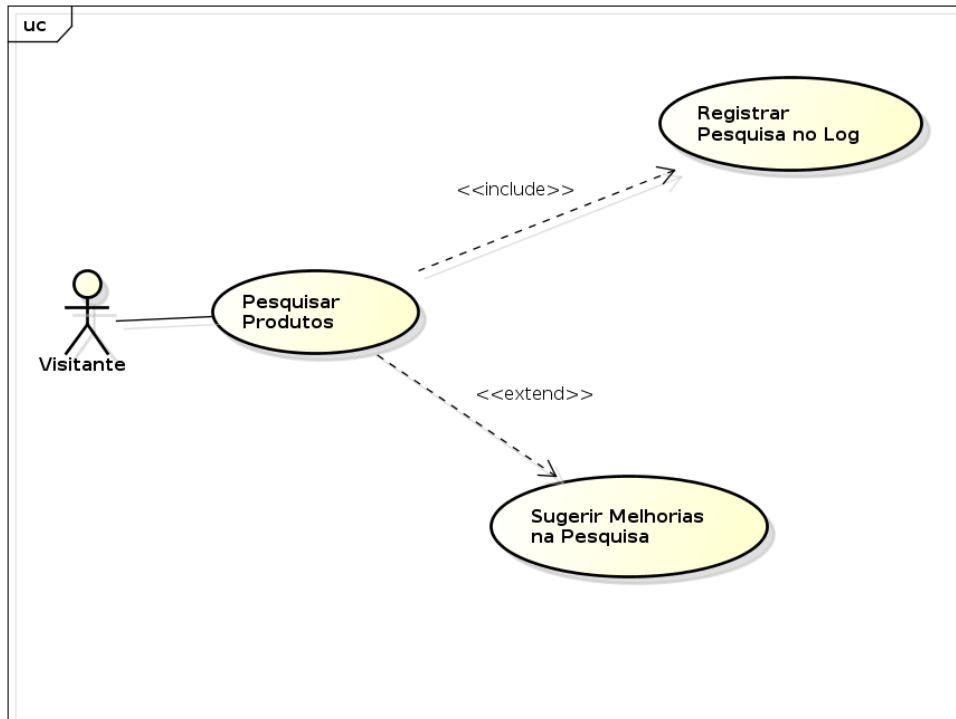 uc
Registrar
Pesquisa no Log
<<include>>
Pesquisar
Produtos
Visitante
<<extend>>
Sugerir Melhorias
na Pesquisa